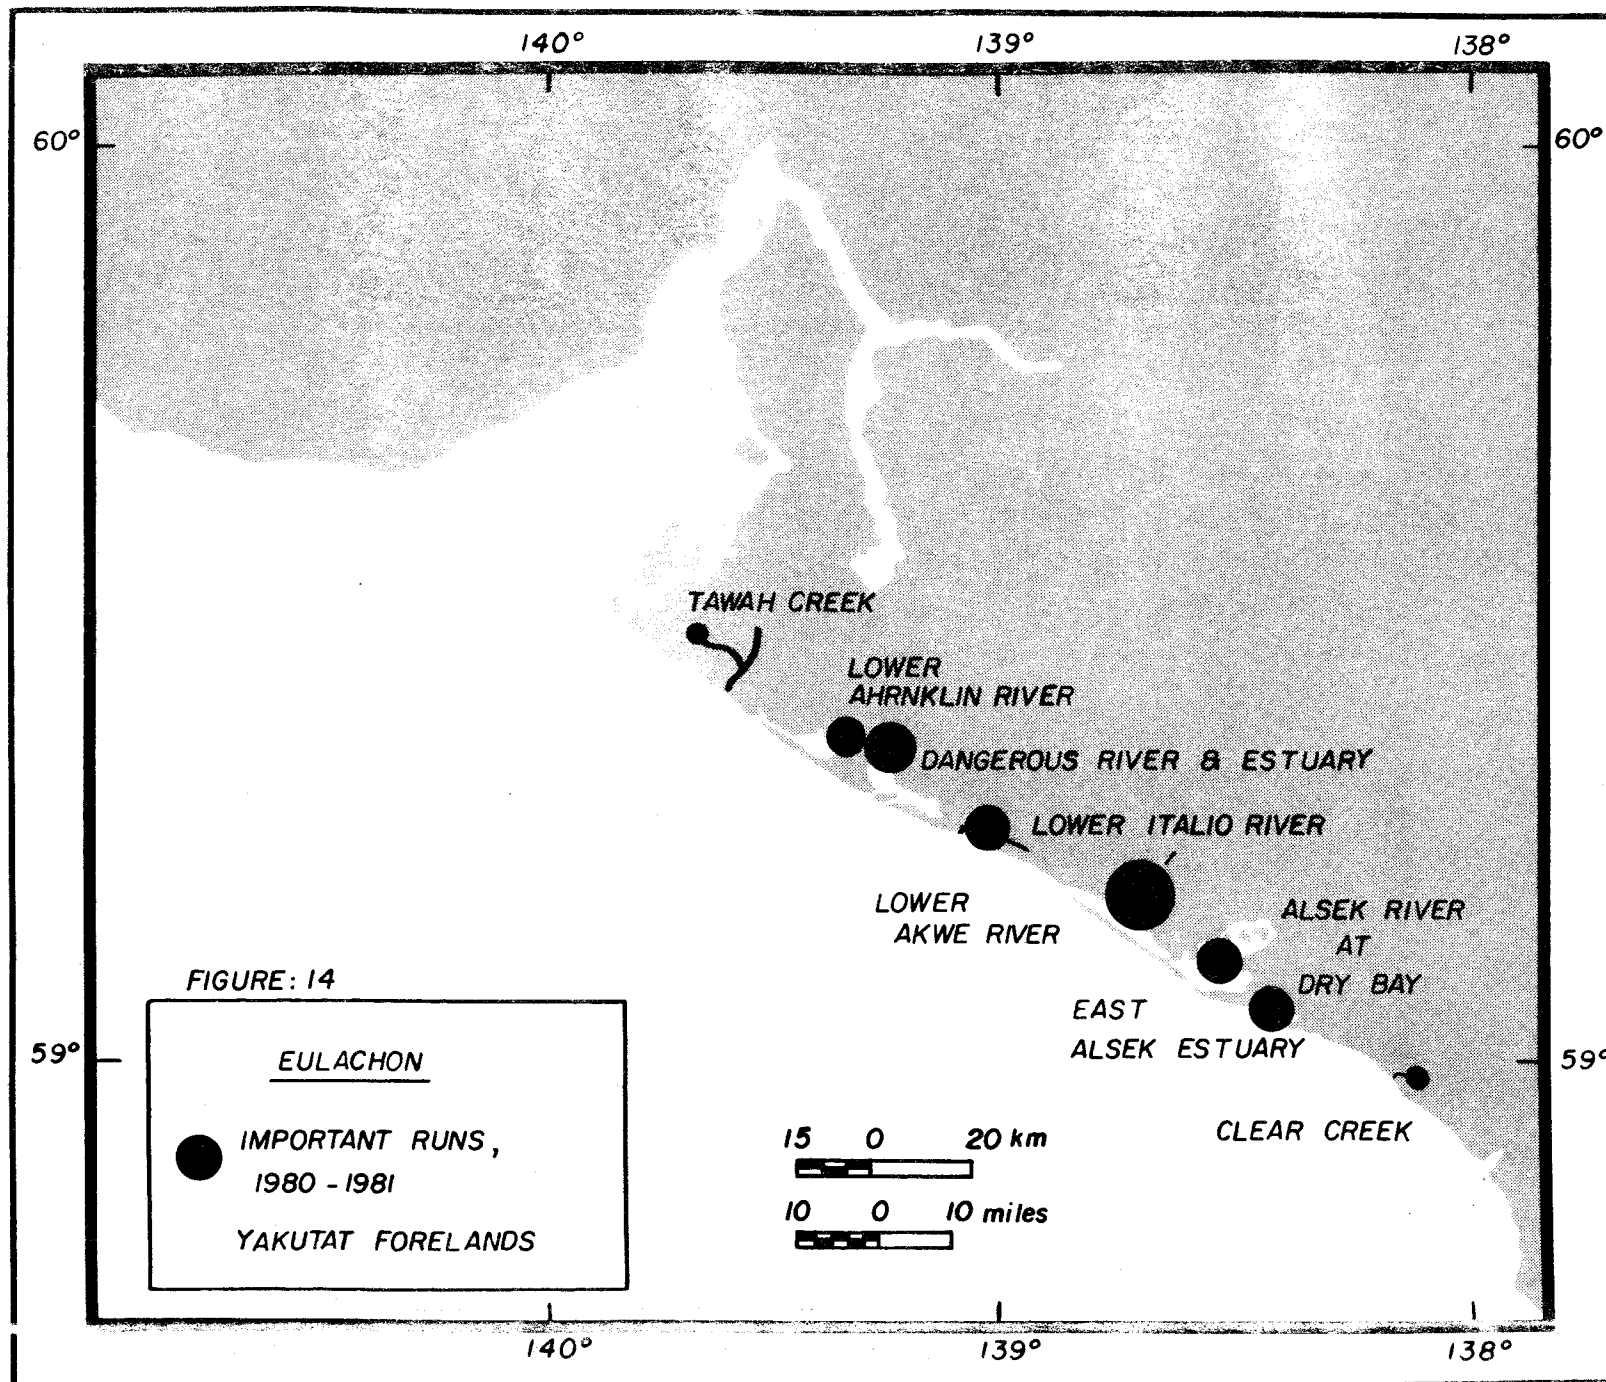 140° 139° 138°
60° 60°
TAWAH CREEK
LOWER
AHRNKLIN RIVER
DANGEROUS RIVER & ESTUARY
LOWER ITALIO RIVER
LOWER
AKWE RIVER
ALSEK RIVER
AT
DRY BAY
EAST
ALSEK ESTUARY
CLEAR CREEK
59° 59°
FIGURE: 14
EULACHON
IMPORTANT RUNS,
1980 - 1981
YAKUTAT FORELANDS
15 0 20 km
10 0 10 miles
140° 139° 138°